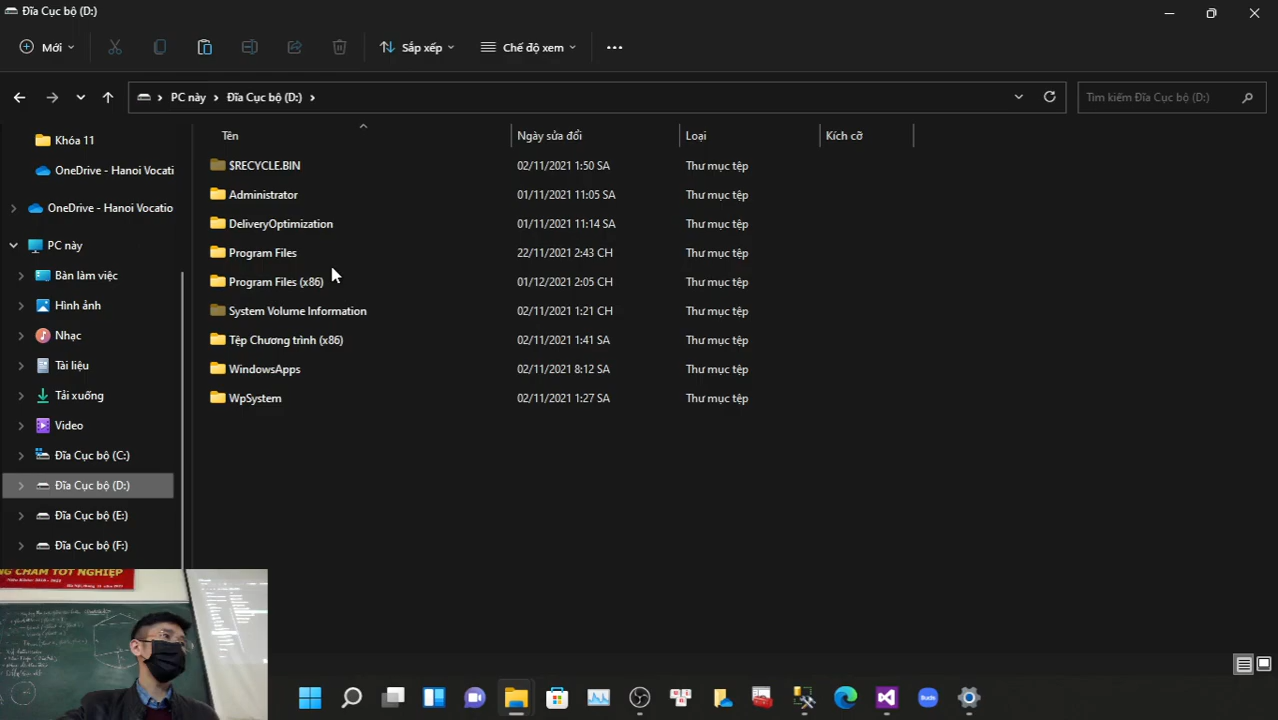 Đĩa Cục bộ (D:)
Mới
Sắp xếp
Chế độ xem
PC này
Đĩa Cục bộ (D:)
Tìm kiếm Đĩa Cục bộ (D:)
Khóa 11
OneDrive - Hanoi Vocati
OneDrive - Hanoi Vocatio
PC này
Bàn làm việc
Hình ảnh
Nhạc
Tài liệu
Tải xuống
Video
Đĩa Cục bộ (C:)
Đĩa Cục bộ (D:)
Đĩa Cục bộ (E:)
Đĩa Cục bộ (F:)
Tên Ngày sửa đổi Loại Kích cỡ
$RECYCLE.BIN 02/11/2021 1:50 SA Thư mục tệp
Administrator 01/11/2021 11:05 SA Thư mục tệp
DeliveryOptimization 01/11/2021 11:14 SA Thư mục tệp
Program Files 22/11/2021 2:43 CH Thư mục tệp
Program Files (x86) 01/12/2021 2:05 CH Thư mục tệp
System Volume Information 02/11/2021 1:21 CH Thư mục tệp
Tệp Chương trình (x86) 02/11/2021 1:41 SA Thư mục tệp
WindowsApps 02/11/2021 8:12 SA Thư mục tệp
WpSystem 02/11/2021 1:27 SA Thư mục tệp
NG CHẤM TỐT NGHIỆP